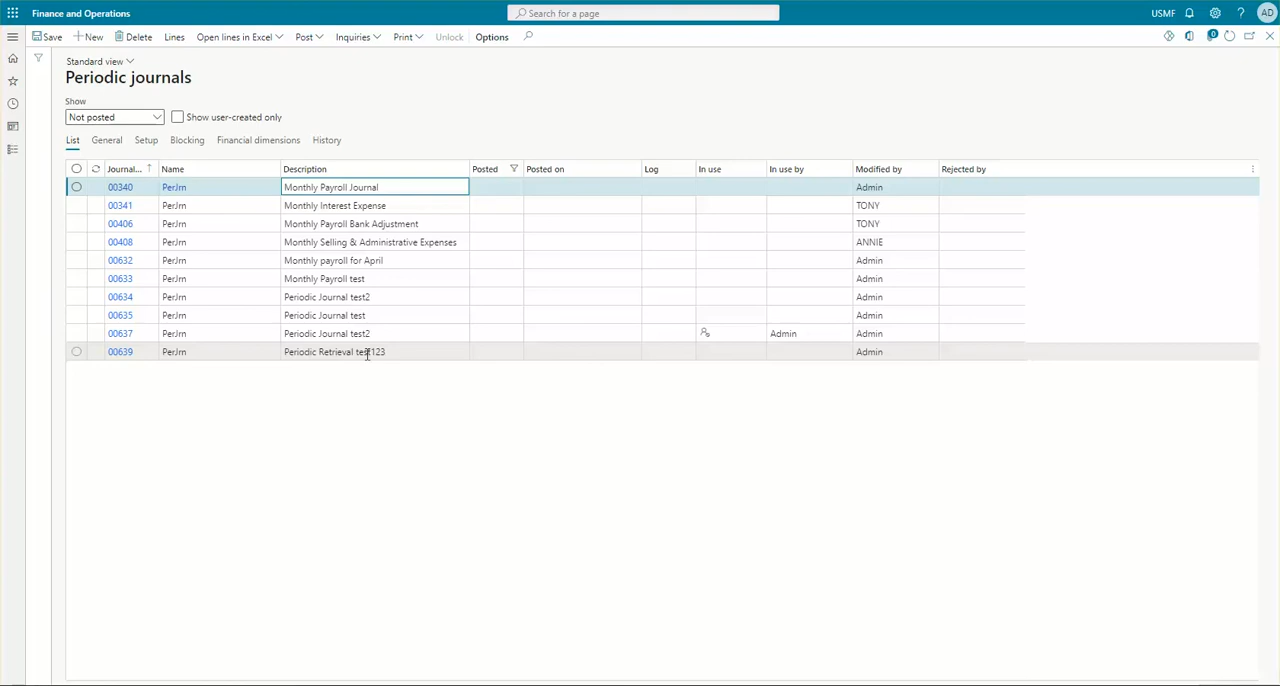 Finance and Operations
Search for a page
USMF
?
AD
Save
New
Delete
Lines
Open lines in Excel
Post
Inquiries
Print
Unlock
Options
0
Standard view
Periodic journals
Show
Not posted
Show user-created only
List General Setup Blocking Financial dimensions History
Journal... Name Description Posted Posted on Log In use In use by Modified by Rejected by
00340 PerJrn Monthly Payroll Journal Admin
00341 PerJrn Monthly Interest Expense TONY
00406 PerJrn Monthly Payroll Bank Adjustment TONY
00408 PerJrn Monthly Selling & Administrative Expenses ANNIE
00632 PerJrn Monthly payroll for April Admin
00633 PerJrn Monthly Payroll test Admin
00634 PerJrn Periodic Journal test2 Admin
00635 PerJrn Periodic Journal test Admin
00637 PerJrn Periodic Journal test2 Admin Admin
00639 PerJrn Periodic Retrieval test123 Admin